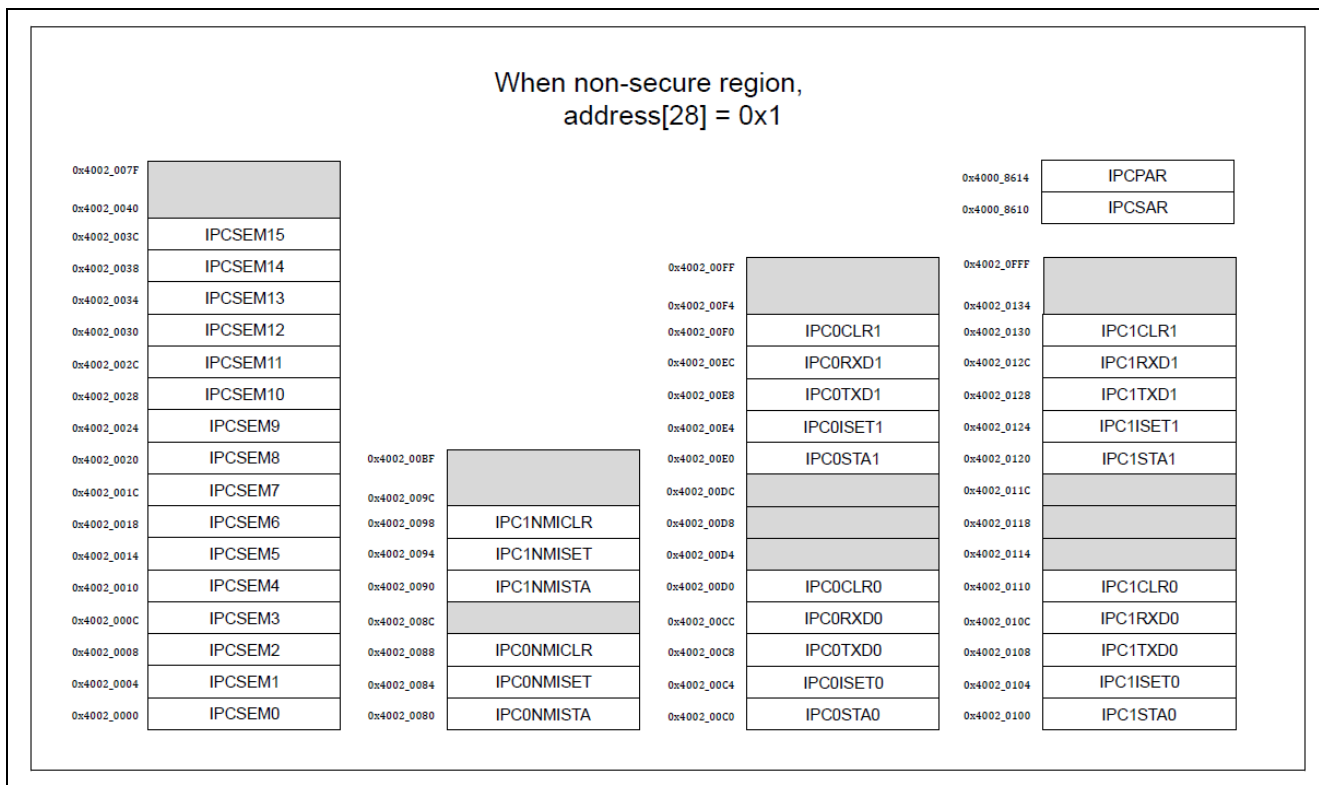 When non-secure region,
address[28] = 0x1
0x4002_007F
0x4002_0040
0x4002_003C IPCSEM15
0x4002_0038 IPCSEM14
0x4002_0034 IPCSEM13
0x4002_0030 IPCSEM12
0x4002_002C IPCSEM11
0x4002_0028 IPCSEM10
0x4002_0024 IPCSEM9
0x4002_0020 IPCSEM8
0x4002_001C IPCSEM7
0x4002_0018 IPCSEM6
0x4002_0014 IPCSEM5
0x4002_0010 IPCSEM4
0x4002_000C IPCSEM3
0x4002_0008 IPCSEM2
0x4002_0004 IPCSEM1
0x4002_0000 IPCSEM0
0x4002_00BF
0x4002_009C
0x4002_0098 IPC1NMICLR
0x4002_0094 IPC1NMISET
0x4002_0090 IPC1NMISTA
0x4002_008C
0x4002_0088 IPC0NMICLR
0x4002_0084 IPC0NMISET
0x4002_0080 IPC0NMISTA
0x4002_00FF
0x4002_00F4
0x4002_00F0 IPC0CLR1
0x4002_00EC IPC0RXD1
0x4002_00E8 IPC0TXD1
0x4002_00E4 IPC0ISET1
0x4002_00E0 IPC0STA1
0x4002_00DC
0x4002_00D8
0x4002_00D4
0x4002_00D0 IPC0CLR0
0x4002_00CC IPC0RXD0
0x4002_00C8 IPC0TXD0
0x4002_00C4 IPC0ISET0
0x4002_00C0 IPC0STA0
0x4000_8614 IPCPAR
0x4000_8610 IPCSAR
0x4002_0FFF
0x4002_0134
0x4002_0130 IPC1CLR1
0x4002_012C IPC1RXD1
0x4002_0128 IPC1TXD1
0x4002_0124 IPC1ISET1
0x4002_0120 IPC1STA1
0x4002_011C
0x4002_0118
0x4002_0114
0x4002_0110 IPC1CLR0
0x4002_010C IPC1RXD0
0x4002_0108 IPC1TXD0
0x4002_0104 IPC1ISET0
0x4002_0100 IPC1STA0